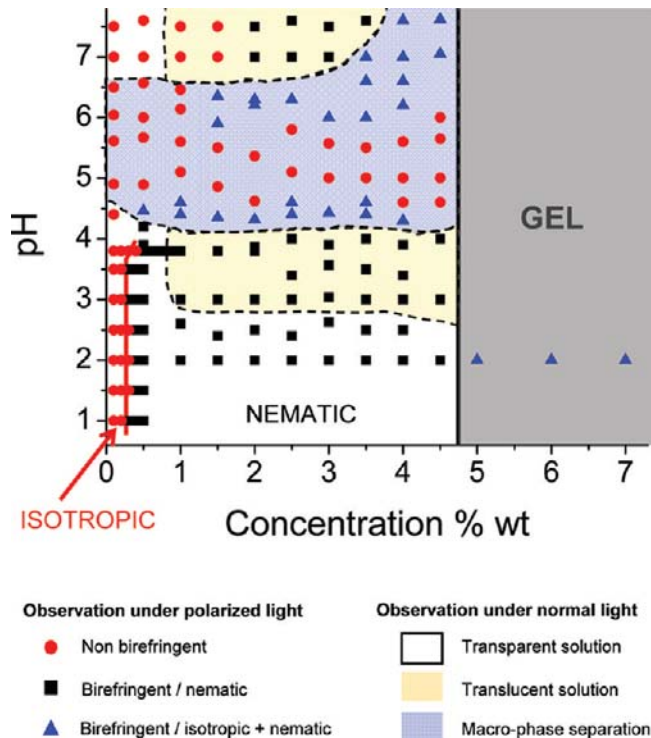 7
6
5
4
3
2
1
pH
GEL
NEMATIC
0 1 2 3 4 5 6 7
ISOTROPIC
Concentration % wt
Observation under polarized light
Non birefringent
Birefringent / nematic
Birefringent / isotropic + nematic
Observation under normal light
Transparent solution
Translucent solution
Macro-phase separation